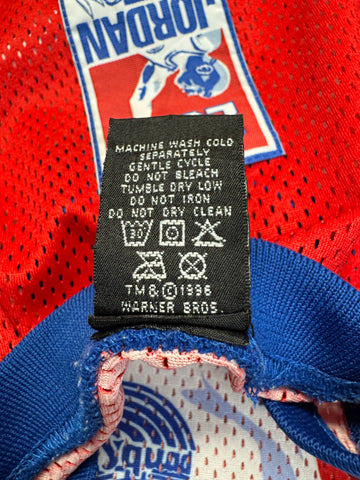 JORDAN
MACHINE WASH COLD
SEPARATELY
GENTLE CYCLE
DO NOT BLEACH
TUMBLE DRY LOW
DO NOT IRON
DO NOT DRY CLEAN
30
TM & © 1996
WARNER BROS.